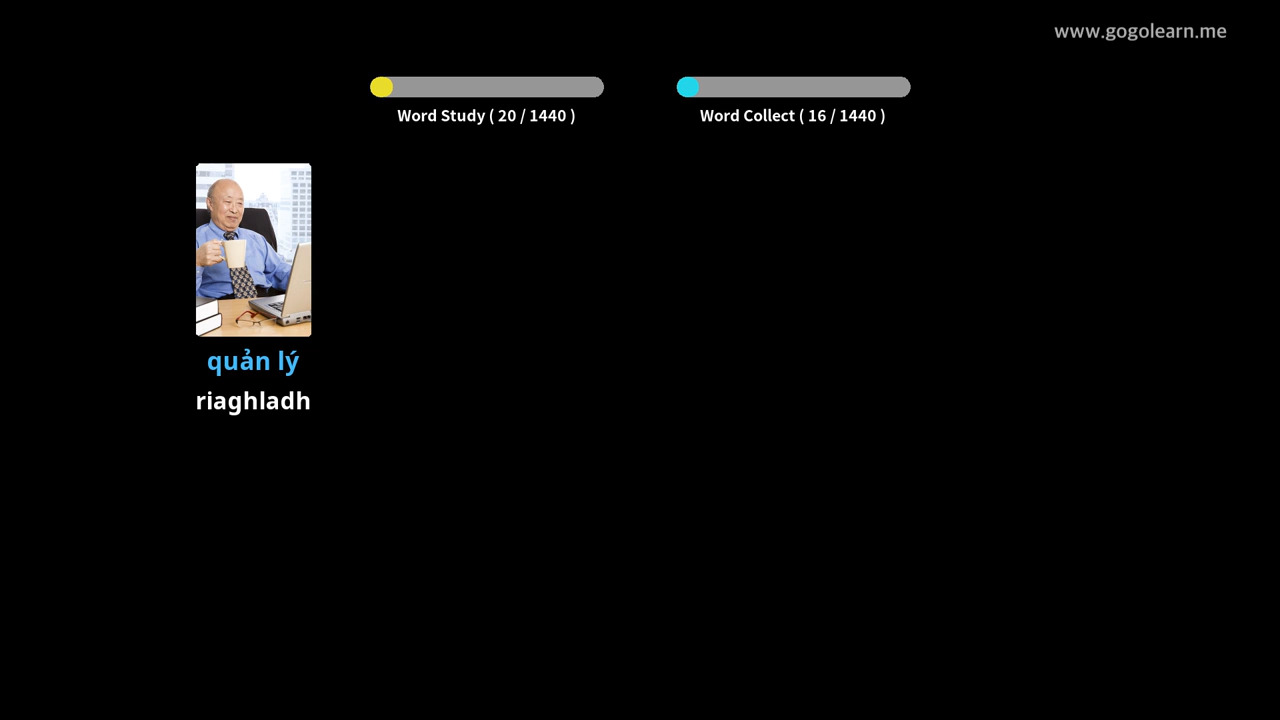 www.gogolearn.me
Word Study ( 20 / 1440 )
Word Collect ( 16 / 1440 )
quản lý
riaghladh